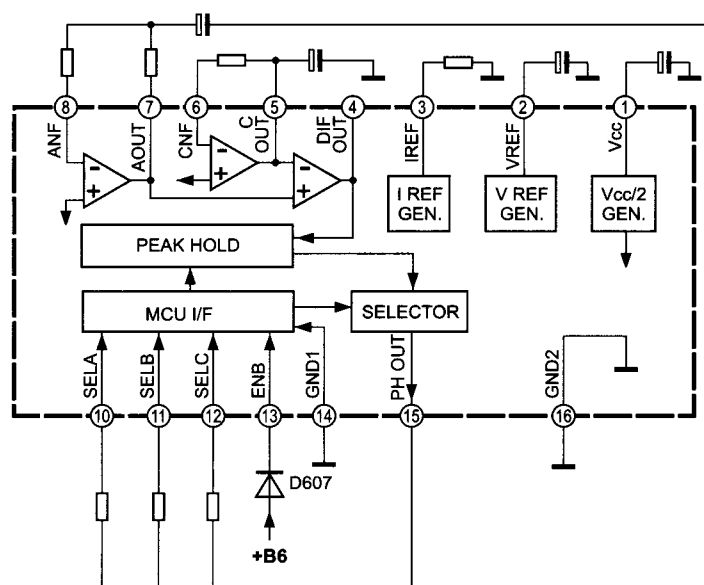 8 7 6 5 4 3 2 1
ANF
AOUT
CNF
C OUT
DIF OUT
IREF
VREF
Vcc
I REF
GEN.
V REF
GEN.
Vcc/2
GEN.
PEAK HOLD
MCU I/F
SELECTOR
SELA
SELB
SELC
ENB
GND1
PH OUT
GND2
10 11 12 13 14 15 16
D607
+B6